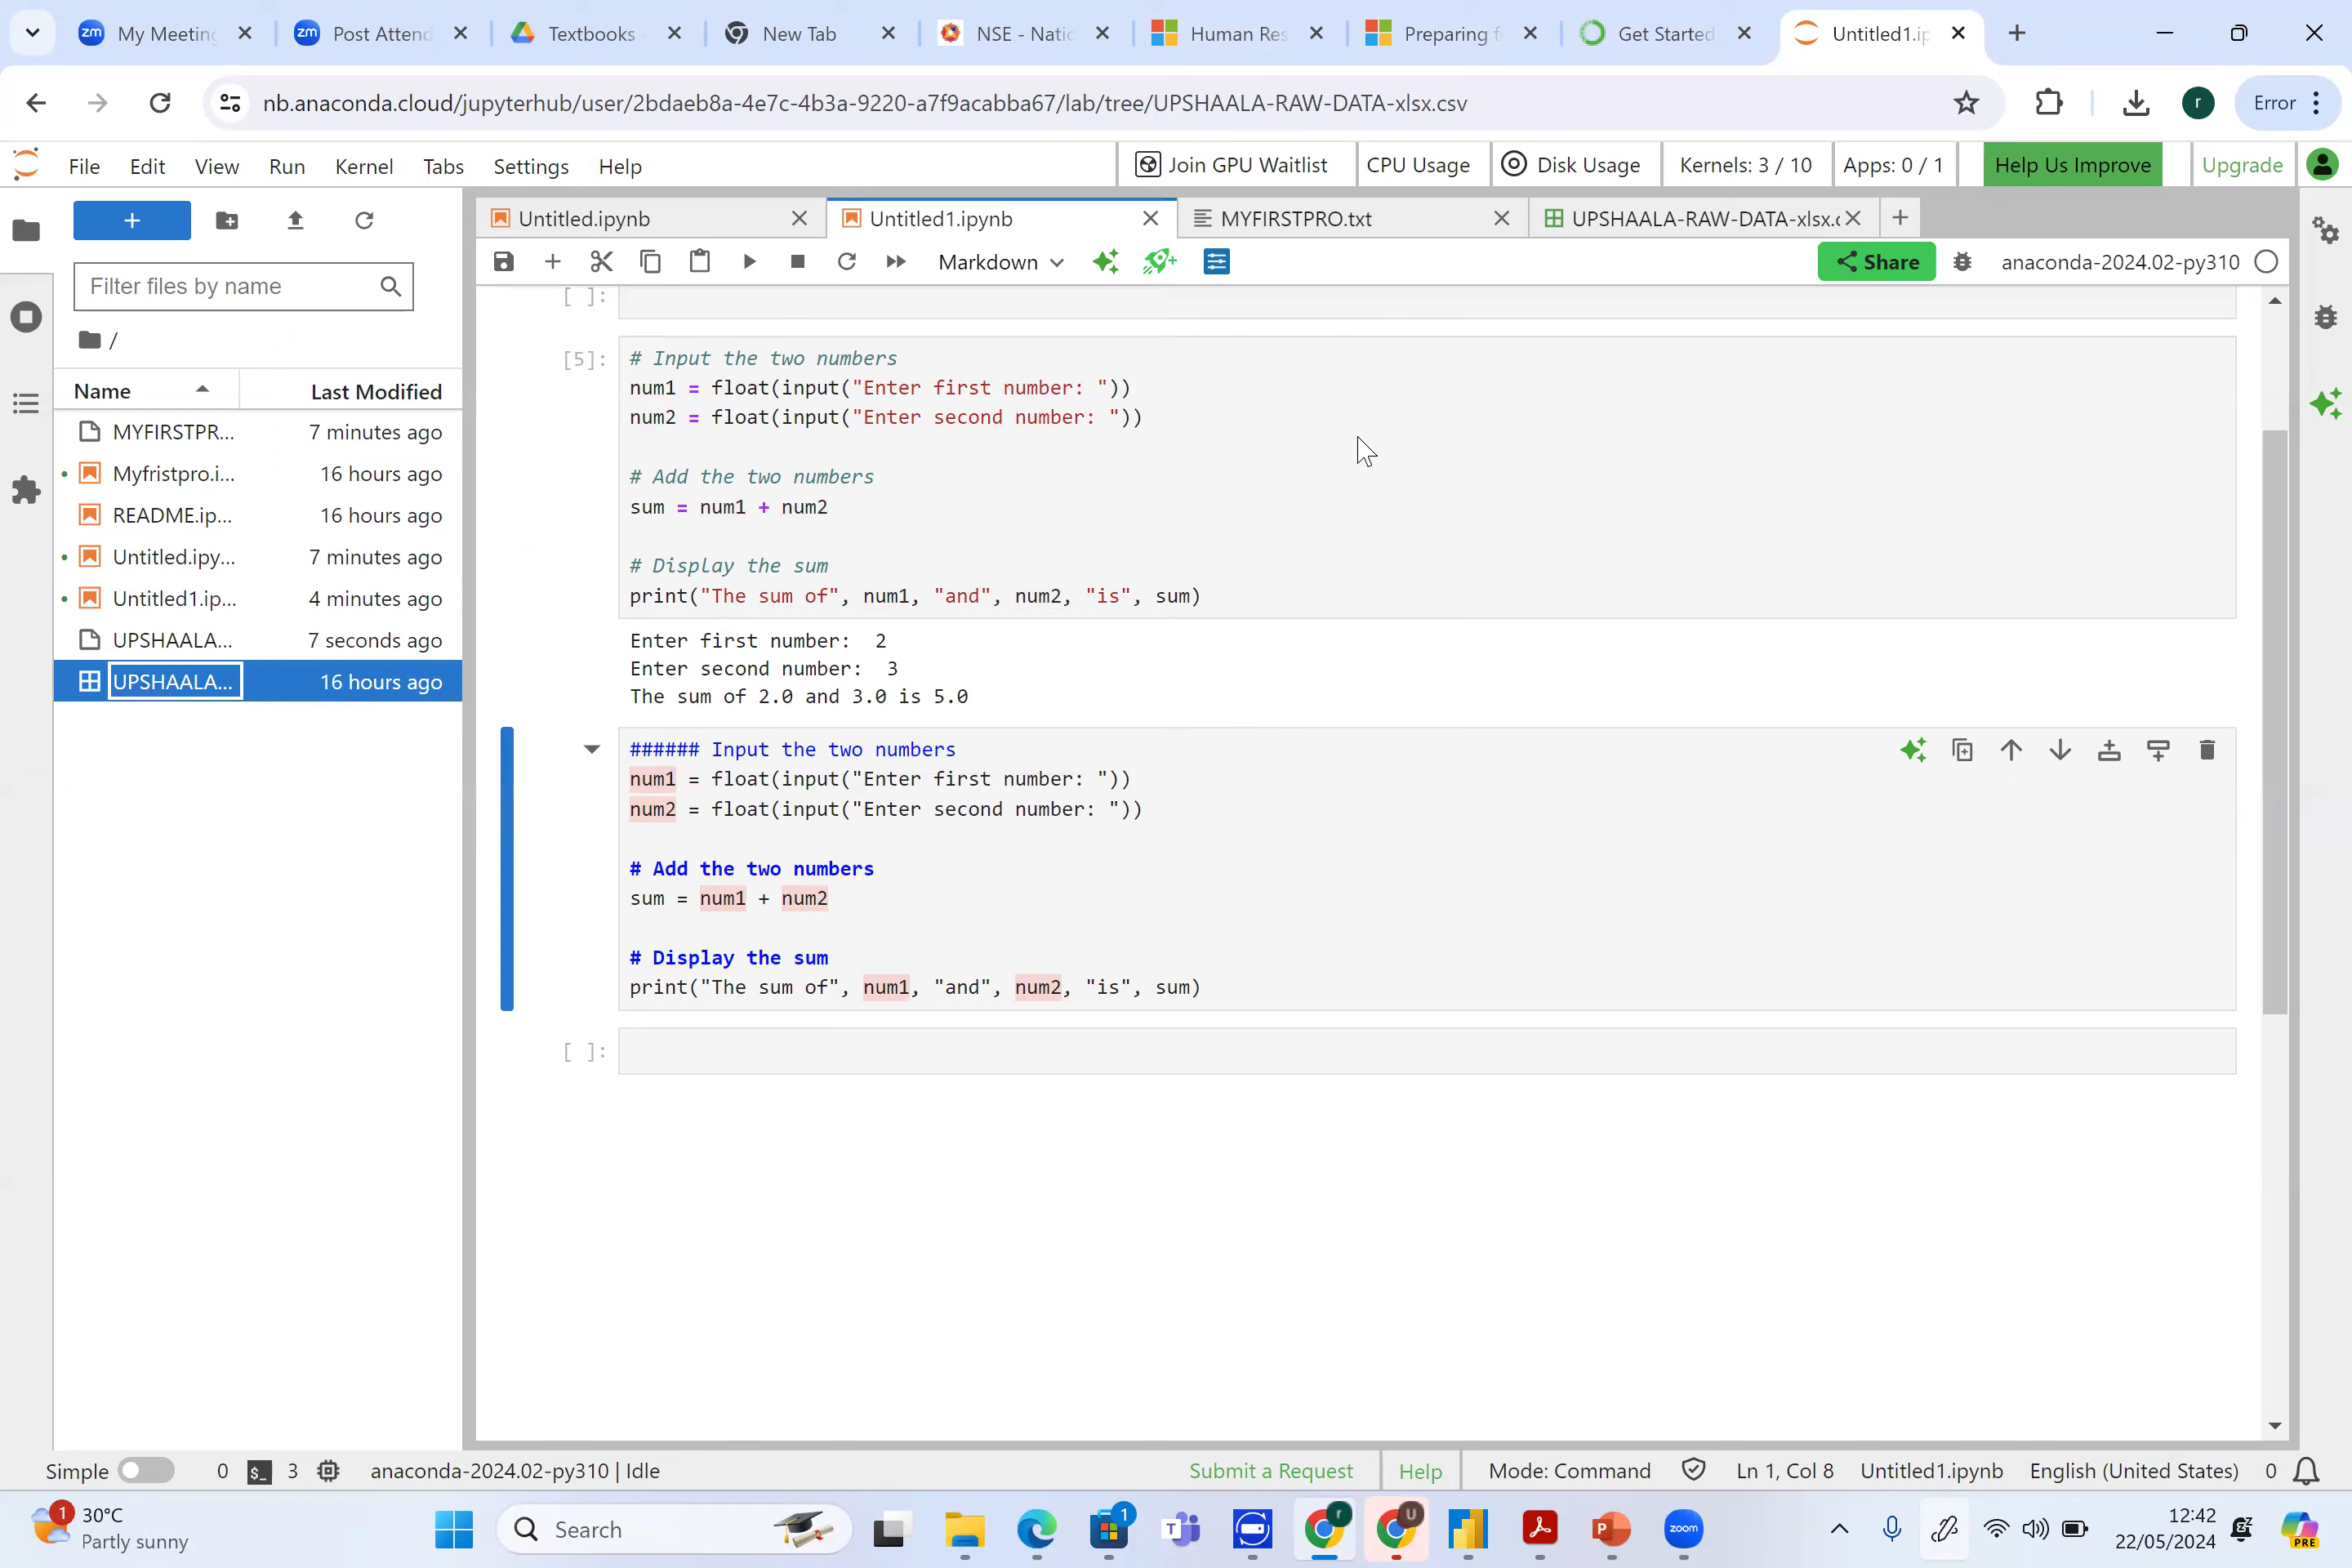 My Meeting
Post Attend
Textbooks
New Tab
NSE - Natio
Human Res
Preparing f
Get Started
Untitled1.ip
nb.anaconda.cloud/jupyterhub/user/2bdaeb8a-4e7c-4b3a-9220-a7f9acabba67/lab/tree/UPSHAALA-RAW-DATA-xlsx.csv
r
Error
File Edit View Run Kernel Tabs Settings Help
Join GPU Waitlist
CPU Usage
Disk Usage
Kernels: 3 / 10
Apps: 0 / 1
Help Us Improve
Upgrade
Untitled.ipynb
Untitled1.ipynb
MYFIRSTPRO.txt
UPSHAALA-RAW-DATA-xlsx.c
Markdown
Share
anaconda-2024.02-py310
Filter files by name
/
Name Last Modified
MYFIRSTPR... 7 minutes ago
Myfristpro.i... 16 hours ago
README.ip... 16 hours ago
Untitled.ipy... 7 minutes ago
Untitled1.ip... 4 minutes ago
UPSHAALA... 7 seconds ago
UPSHAALA... 16 hours ago
[ ]:
[5]:
# Input the two numbers
num1 = float(input("Enter first number: "))
num2 = float(input("Enter second number: "))
# Add the two numbers
sum = num1 + num2
# Display the sum
print("The sum of", num1, "and", num2, "is", sum)
Enter first number:  2
Enter second number:  3
The sum of 2.0 and 3.0 is 5.0
###### Input the two numbers
num1 = float(input("Enter first number: "))
num2 = float(input("Enter second number: "))
# Add the two numbers
sum = num1 + num2
# Display the sum
print("The sum of", num1, "and", num2, "is", sum)
[ ]:
Simple
0
$_
3
anaconda-2024.02-py310 | Idle
Submit a Request
Help
Mode: Command
Ln 1, Col 8
Untitled1.ipynb
English (United States)
0
1
30°C
Partly sunny
Search
1
r
U
zoom
12:42
22/05/2024
PRE